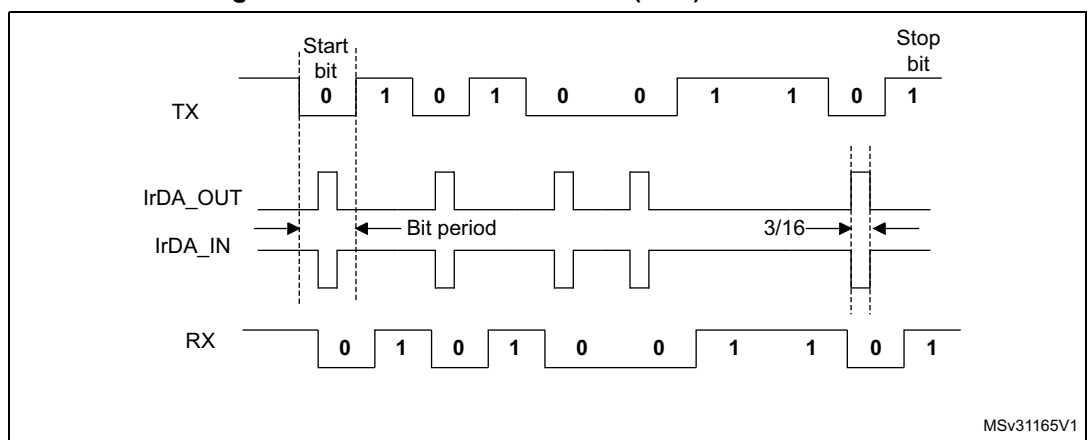 Start
bit
Stop
bit
TX
0 1 0 1 0 0 1 1 0 1
IrDA_OUT
Bit period
3/16
IrDA_IN
RX
0 1 0 1 0 0 1 1 0 1
MSv31165V1